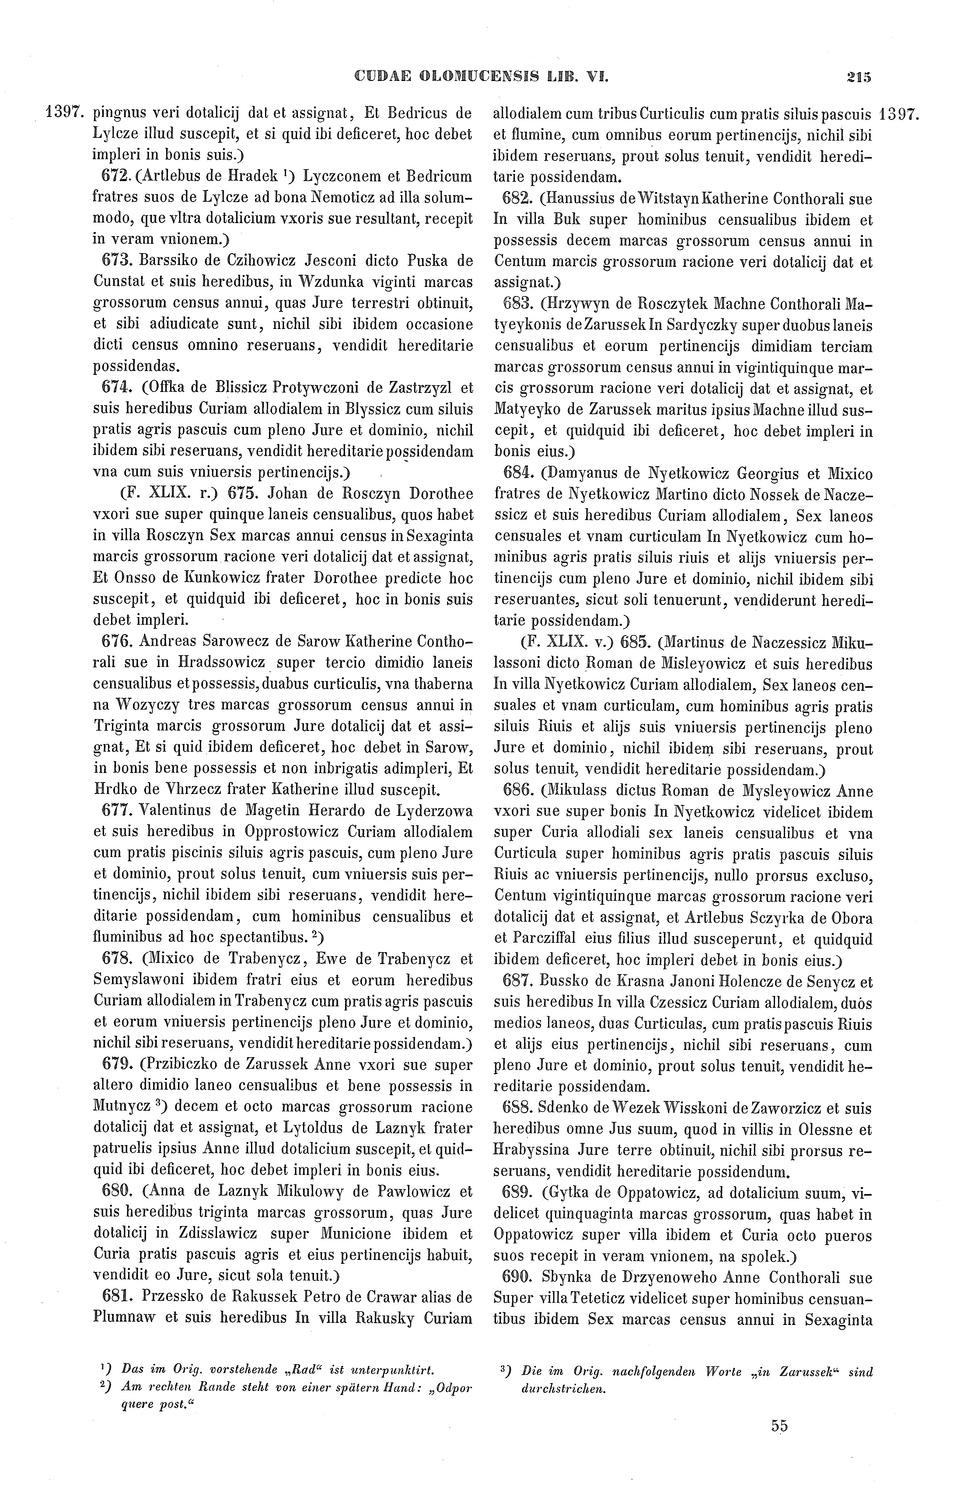 CUDAE OLOMUCENSIS LIB. VI. 215
1397. pingnus veri dotalicij dat et assignat, Et Bedricus de
Lylcze illud suscepit, et si quid ibi deficeret, hoc debet
impleri in bonis suis.)
672. (Artlebus de Hradek ¹) Lyczconem et Bedricum
fratres suos de Lylcze ad bona Nemoticz ad illa solum-
modo, que vltra dotalicium vxoris sue resultant, recepit
in veram vnionem.)
673. Barssiko de Czihowicz Jesconi dicto Puska de
Cunstat et suis heredibus, in Wzdunka viginti marcas
grossorum census annui, quas Jure terrestri obtinuit,
et sibi adiudicate sunt, nichil sibi ibidem occasione
dicti census omnino reseruans, vendidit hereditarie
possidendas.
674. (Offka de Blissicz Protywczoni de Zastrzyzl et
suis heredibus Curiam allodialem in Blyssicz cum siluis
pratis agris pascuis cum pleno Jure et dominio, nichil
ibidem sibi reseruans, vendidit hereditarie possidendam
vna cum suis vniuersis pertinencijs.)
(F. XLIX. r.) 675. Johan de Rosczyn Dorothee
vxori sue super quinque laneis censualibus, quos habet
in villa Rosczyn Sex marcas annui census in Sexaginta
marcis grossorum racione veri dotalicij dat et assignat,
Et Onsso de Kunkowicz frater Dorothee predicte hoc
suscepit, et quidquid ibi deficeret, hoc in bonis suis
debet impleri.
676. Andreas Sarowecz de Sarow Katherine Contho-
rali sue in Hradssowicz super tercio dimidio laneis
censualibus et possessis, duabus curticulis, vna thaberna
na Wozyczy tres marcas grossorum census annui in
Triginta marcis grossorum Jure dotalicij dat et assi-
gnat, Et si quid ibidem deficeret, hoc debet in Sarow,
in bonis bene possessis et non inbrigatis adimpleri, Et
Hrdko de Vhrzecz frater Katherine illud suscepit.
677. Valentinus de Magetin Herardo de Lyderzowa
et suis heredibus in Opprostowicz Curiam allodialem
cum pratis piscinis siluis agris pascuis, cum pleno Jure
et dominio, prout solus tenuit, cum vniuersis suis per-
tinencijs, nichil ibidem sibi reseruans, vendidit here-
ditarie possidendam, cum hominibus censualibus et
fluminibus ad hoc spectantibus. ²)
678. (Mixico de Trabenycz, Ewe de Trabenycz et
Semyslawoni ibidem fratri eius et eorum heredibus
Curiam allodialem in Trabenycz cum pratis agris pascuis
et eorum vniuersis pertinencijs pleno Jure et dominio,
nichil sibi reseruans, vendidit hereditarie possidendam.)
679. (Przibiczko de Zarussek Anne vxori sue super
altero dimidio laneo censualibus et bene possessis in
Mutnycz ³) decem et octo marcas grossorum racione
dotalicij dat et assignat, et Lytoldus de Laznyk frater
patruelis ipsius Anne illud dotalicium suscepit, et quid-
quid ibi deficeret, hoc debet impleri in bonis eius.
680. (Anna de Laznyk Mikulowy de Pawlowicz et
suis heredibus triginta marcas grossorum, quas Jure
dotalicij in Zdisslawicz super Municione ibidem et
Curia pratis pascuis agris et eius pertinencijs habuit,
vendidit eo Jure, sicut sola tenuit.)
681. Przessko de Rakussek Petro de Crawar alias de
Plumnaw et suis heredibus In villa Rakusky Curiam
allodialem cum tribus Curticulis cum pratis siluis pascuis 1397.
et flumine, cum omnibus eorum pertinencijs, nichil sibi
ibidem reseruans, prout solus tenuit, vendidit heredi-
tarie possidendam.
682. (Hanussius de Witstayn Katherine Conthorali sue
In villa Buk super hominibus censualibus ibidem et
possessis decem marcas grossorum census annui in
Centum marcis grossorum racione veri dotalicij dat et
assignat.)
683. (Hrzywyn de Rosczytek Machne Conthorali Ma-
tyeykonis de Zarussek In Sardyczky super duobus laneis
censualibus et eorum pertinencijs dimidiam terciam
marcas grossorum census annui in vigintiquinque mar-
cis grossorum racione veri dotalicij dat et assignat, et
Matyeyko de Zarussek maritus ipsius Machne illud sus-
cepit, et quidquid ibi deficeret, hoc debet impleri in
bonis eius.)
684. (Damyanus de Nyetkowicz Georgius et Mixico
fratres de Nyetkowicz Martino dicto Nossek de Nacze-
ssicz et suis heredibus Curiam allodialem, Sex laneos
censuales et vnam curticulam In Nyetkowicz cum ho-
minibus agris pratis siluis riuis et alijs vniuersis per-
tinencijs cum pleno Jure et dominio, nichil ibidem sibi
reseruantes, sicut soli tenuerunt, vendiderunt heredi-
tarie possidendam.)
(F. XLIX. v.) 685. (Martinus de Naczessicz Miku-
lassoni dicto Roman de Misleyowicz et suis heredibus
In villa Nyetkowicz Curiam allodialem, Sex laneos cen-
suales et vnam curticulam, cum hominibus agris pratis
siluis Riuis et alijs suis vniuersis pertinencijs pleno
Jure et dominio, nichil ibidem sibi reseruans, prout
solus tenuit, vendidit hereditarie possidendam.)
686. (Mikulass dictus Roman de Mysleyowicz Anne
vxori sue super bonis In Nyetkowicz videlicet ibidem
super Curia allodiali sex laneis censualibus et vna
Curticula super hominibus agris pratis pascuis siluis
Riuis ac vniuersis pertinencijs, nullo prorsus excluso,
Centum vigintiquinque marcas grossorum racione veri
dotalicij dat et assignat, et Artlebus Sczyrka de Obora
et Parcziffal eius filius illud susceperunt, et quidquid
ibidem deficeret, hoc impleri debet in bonis eius.)
687. Bussko de Krasna Janoni Holencze de Senycz et
suis heredibus In villa Czessicz Curiam allodialem, duos
medios laneos, duas Curticulas, cum pratis pascuis Riuis
et alijs eius pertinencijs, nichil sibi reseruans, cum
pleno Jure et dominio, prout solus tenuit, vendidit he-
reditarie possidendam.
688. Sdenko de Wezek Wisskoni de Zaworzicz et suis
heredibus omne Jus suum, quod in villis in Olessne et
Hrabyssina Jure terre obtinuit, nichil sibi prorsus re-
seruans, vendidit hereditarie possidendum.
689. (Gytka de Oppatowicz, ad dotalicium suum, vi-
delicet quinquaginta marcas grossorum, quas habet in
Oppatowicz super villa ibidem et Curia octo pueros
suos recepit in veram vnionem, na spolek.)
690. Sbynka de Drzyenoweho Anne Conthorali sue
Super villa Teteticz videlicet super hominibus censuan-
tibus ibidem Sex marcas census annui in Sexaginta
¹) Das im Orig. vorstehende „Rad“ ist unterpunktirt.
²) Am rechten Rande steht von einer spätern Hand: „Odpor
quere post.“
³) Die im Orig. nachfolgenden Worte „in Zarussek“ sind
durchstrichen.
55